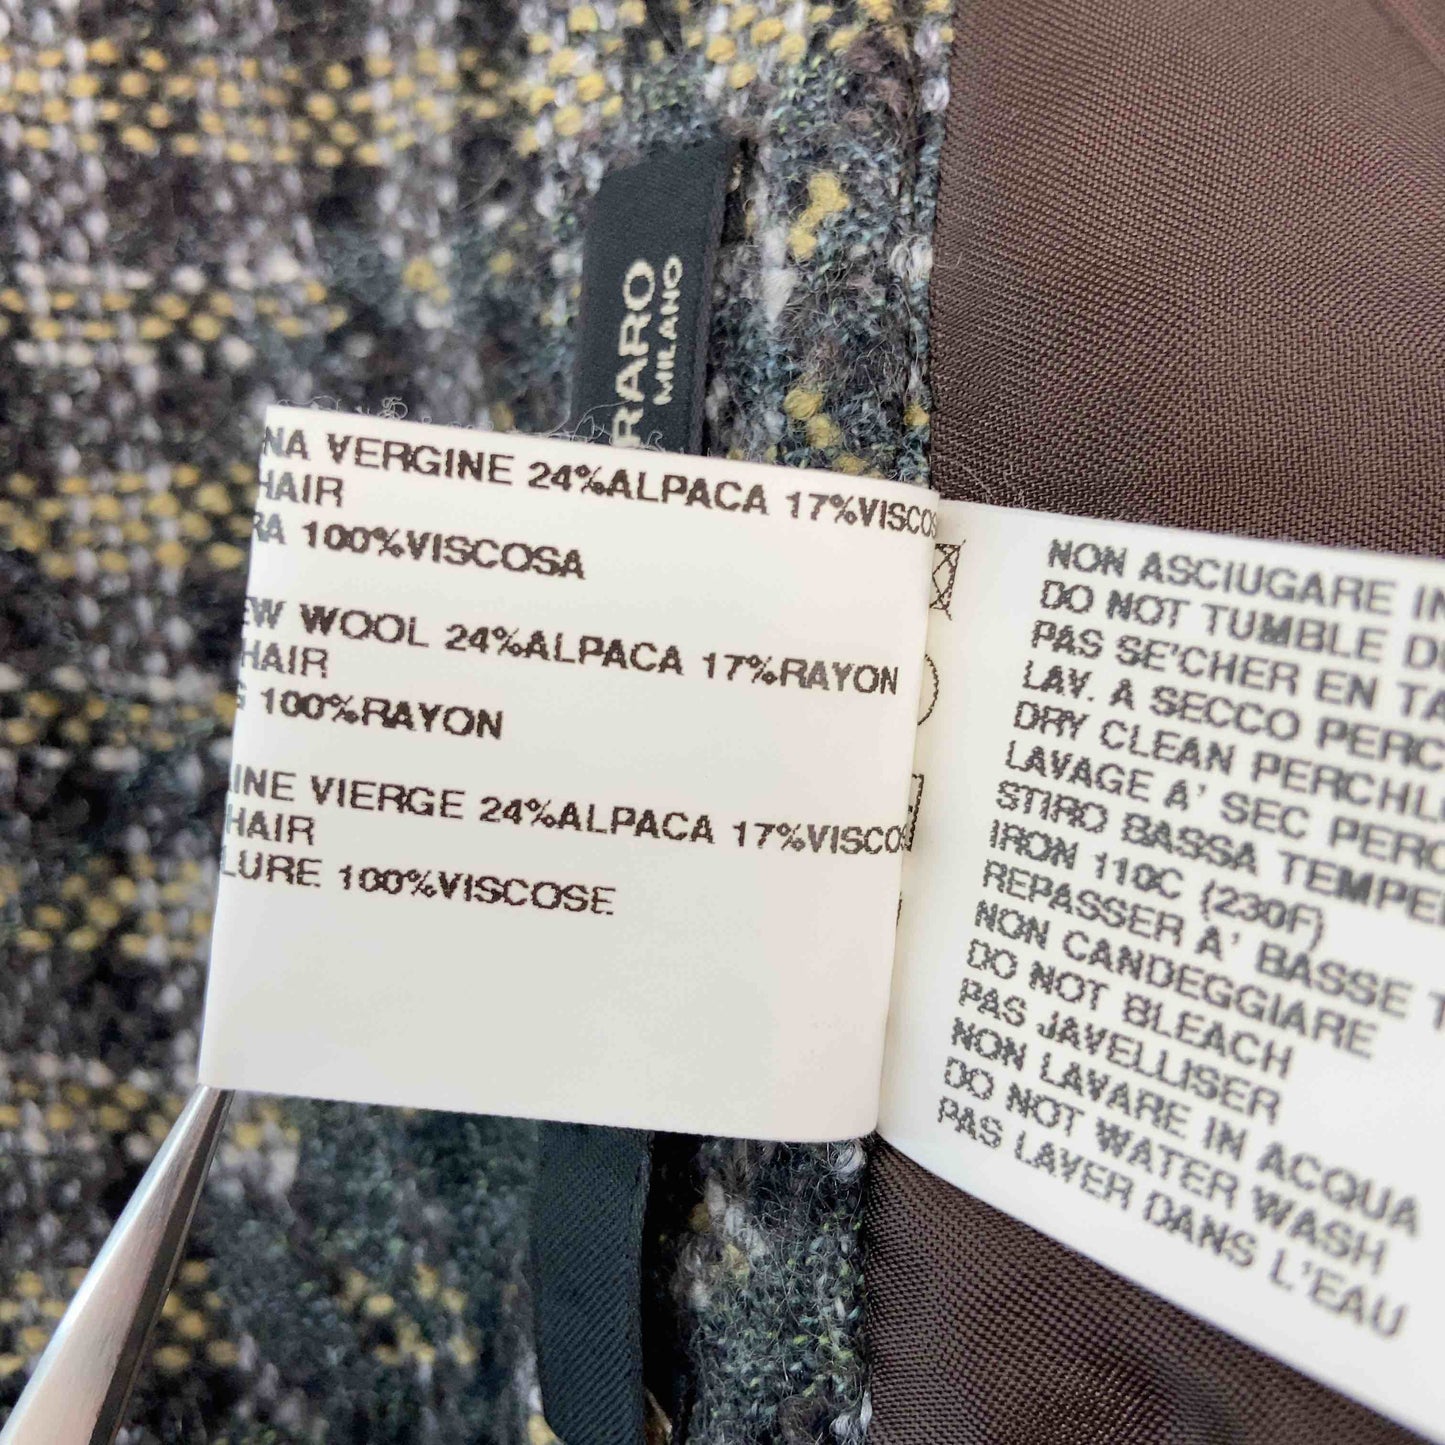 RARO
MILANO
NA VERGINE 24%ALPACA 17%VISCOS
HAIR
RA 100%VISCOSA
EW WOOL 24%ALPACA 17%RAYON
HAIR
G 100%RAYON
INE VIERGE 24%ALPACA 17%VISCOS
HAIR
LURE 100%VISCOSE
NON ASCIUGARE IN
DO NOT TUMBLE D
PAS SE'CHER EN TA
LAV. A SECCO PERC
DRY CLEAN PERCHL
LAVAGE A' SEC PERC
STIRO BASSA TEMPE
IRON 110C (230F)
REPASSER A' BASSE T
NON CANDEGGIARE
DO NOT BLEACH
PAS JAVELLISER
NON LAVARE IN ACQUA
DO NOT WATER WASH
PAS LAVER DANS L'EAU